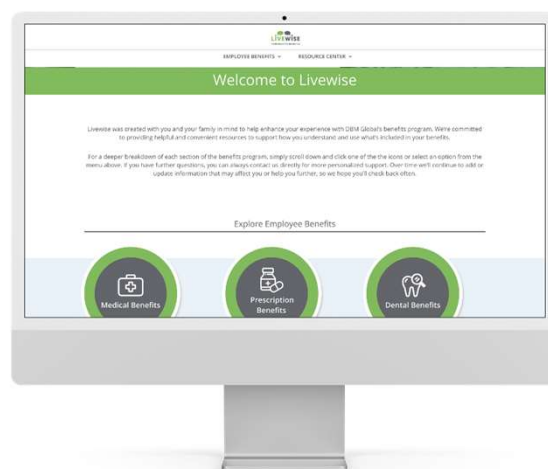 LIVEWISE
EMPLOYEE BENEFITS
RESOURCE CENTER
Welcome to Livewise
Livewise was created with you and your family in mind to help enhance your experience with DBM Global's benefits program. We're committed
to providing helpful and convenient resources to support how you understand and use what's included in your benefits.
For a deeper breakdown of each section of the benefits program, simply scroll down and click one of the the icons or select an option from the
menu above. If you have further questions, you can always contact us directly for more personalized support. Over time we'll continue to add or
update information that may affect you or help you further, so we hope you'll check back often.
Explore Employee Benefits
Medical Benefits
Prescription
Benefits
Dental Benefits